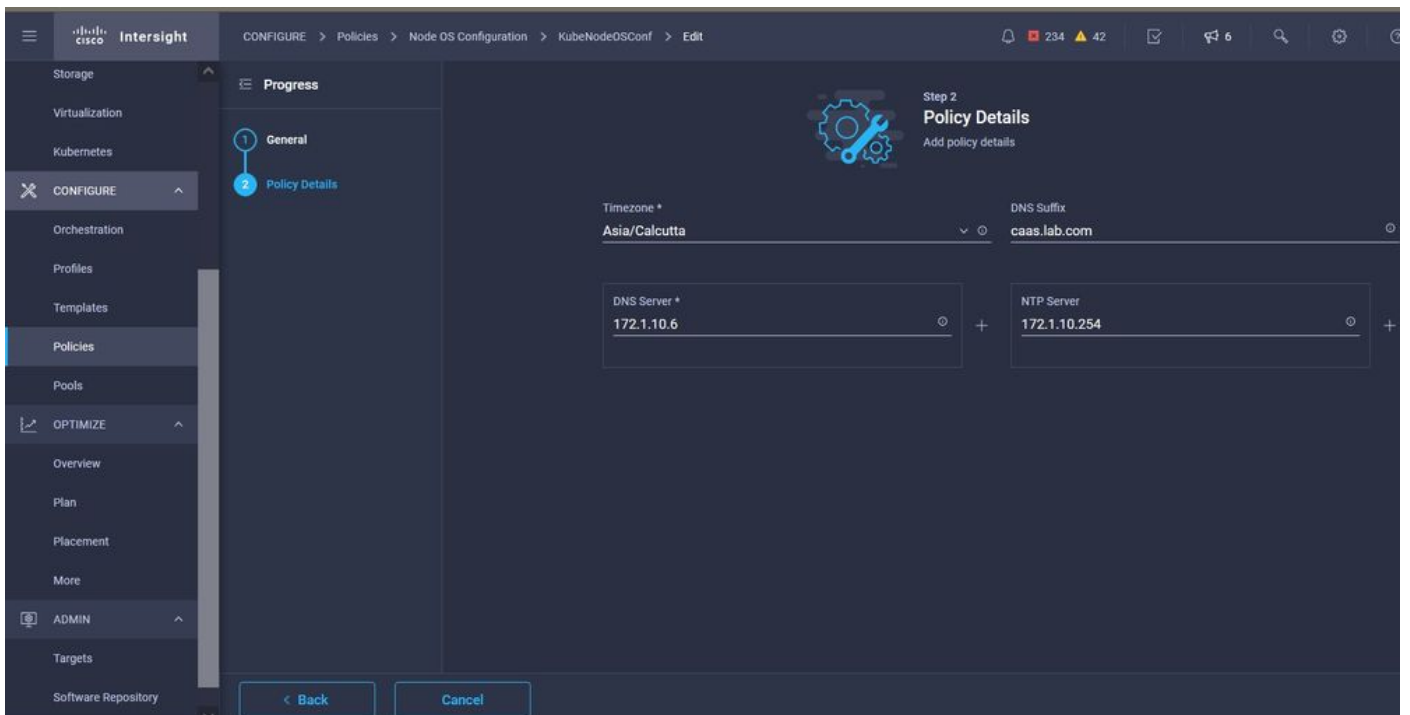 cisco Intersight
CONFIGURE > Policies > Node OS Configuration > KubeNodeOSConf > Edit
234 42
6
Storage
Virtualization
Kubernetes
CONFIGURE
Orchestration
Profiles
Templates
Policies
Pools
OPTIMIZE
Overview
Plan
Placement
More
ADMIN
Targets
Software Repository
Progress
1 General
2 Policy Details
Step 2
Policy Details
Add policy details
Timezone *
Asia/Calcutta
DNS Suffix
caas.lab.com
DNS Server *
172.1.10.6
+
NTP Server
172.1.10.254
+
< Back
Cancel